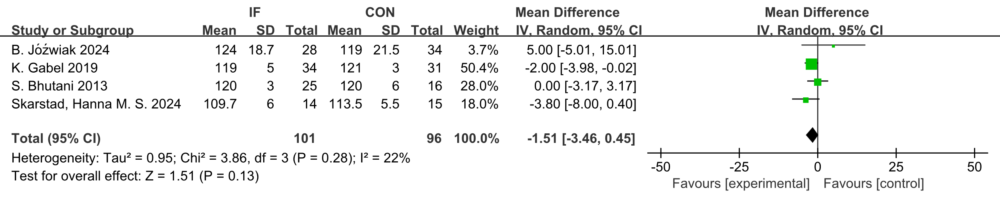 IF CON Mean Difference Mean Difference
Study or Subgroup Mean SD Total Mean SD Total Weight IV, Random, 95% CI IV, Random, 95% CI
B. Jóźwiak 2024 124 18.7 28 119 21.5 34 3.7% 5.00 [-5.01, 15.01]
K. Gabel 2019 119 5 34 121 3 31 50.4% -2.00 [-3.98, -0.02]
S. Bhutani 2013 120 3 25 120 6 16 28.0% 0.00 [-3.17, 3.17]
Skarstad, Hanna M. S. 2024 109.7 6 14 113.5 5.5 15 18.0% -3.80 [-8.00, 0.40]
Total (95% CI) 101 96 100.0% -1.51 [-3.46, 0.45]
Heterogeneity: Tau² = 0.95; Chi² = 3.86, df = 3 (P = 0.28); I² = 22%
Test for overall effect: Z = 1.51 (P = 0.13)
-50 -25 0 25 50
Favours [experimental] Favours [control]